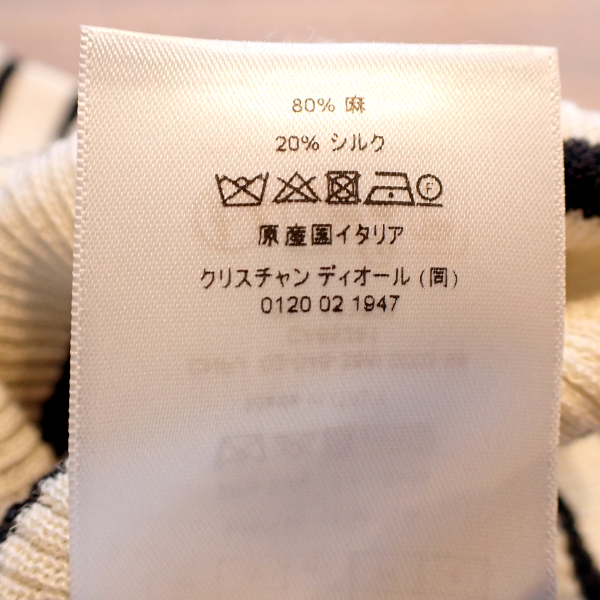 80% 麻
20% シルク
F
原産国イタリア
クリスチャン ディオール (岡)
0120 02 1947